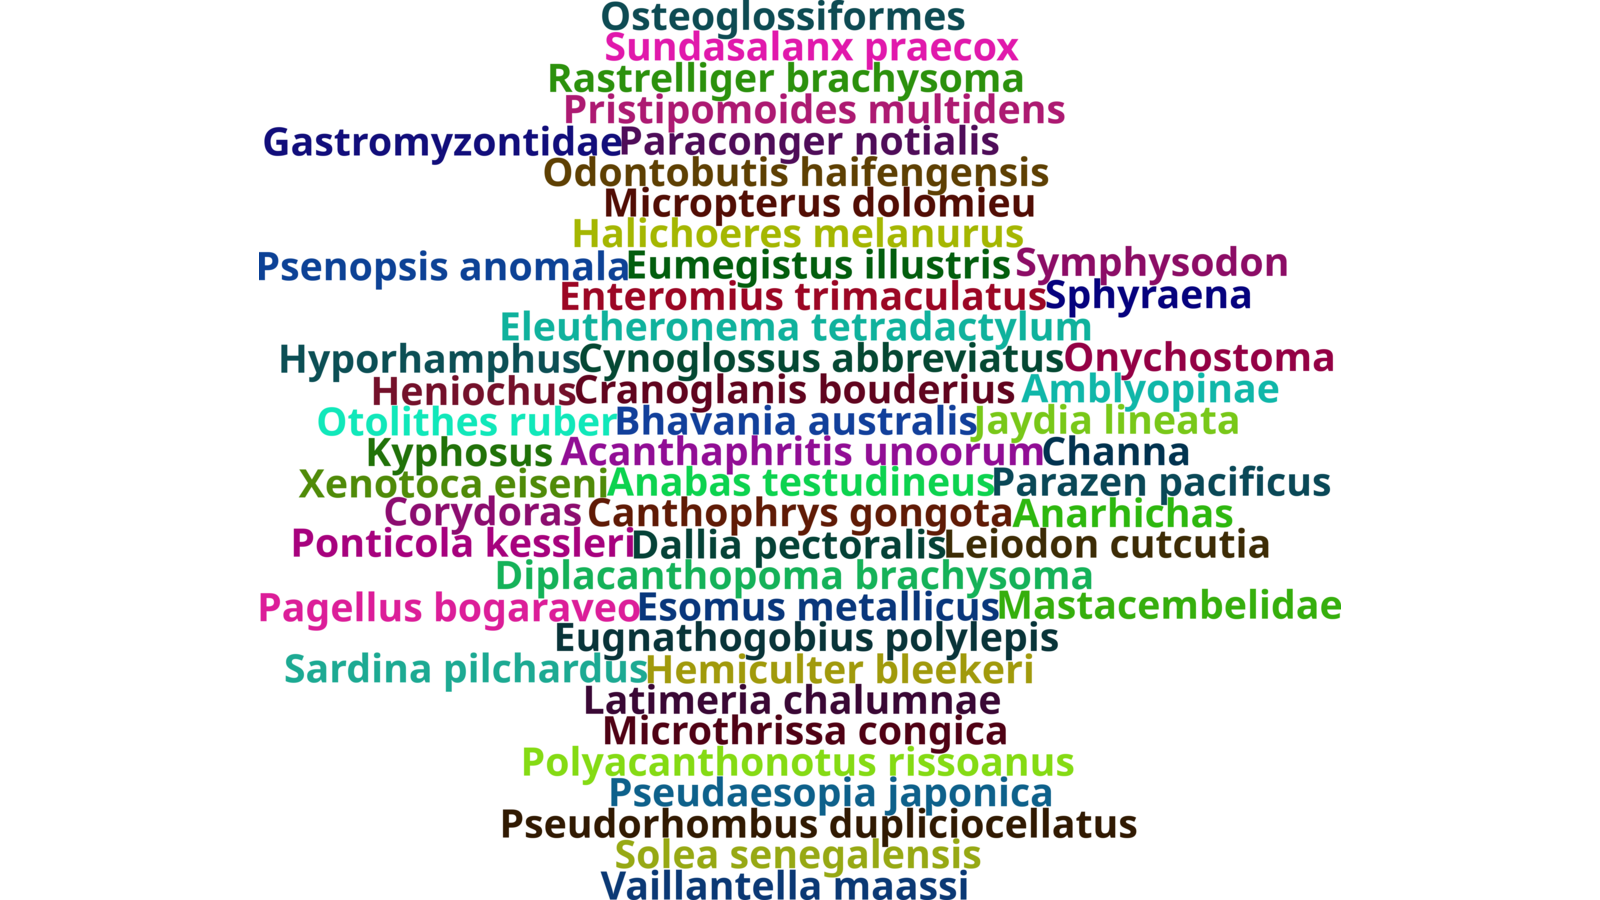 Osteoglossiformes
Sundasalanx praecox
Rastrelliger brachysoma
Pristipomoides multidens
Gastromyzontidae Paraconger notialis
Odontobutis haifengensis
Micropterus dolomieu
Halichoeres melanurus
Psenopsis anomala Eumegistus illustris Symphysodon
Enteromius trimaculatus Sphyraena
Eleutheronema tetradactylum
Hyporhamphus Cynoglossus abbreviatus Onychostoma
Heniochus Cranoglanis bouderius Amblyopinae
Otolithes ruber Bhavania australis Jaydia lineata
Kyphosus Acanthaphritis unoorum Channa
Xenotoca eiseni Anabas testudineus Parazen pacificus
Corydoras Canthophrys gongota Anarhichas
Ponticola kessleri Dallia pectoralis Leiodon cutcutia
Diplacanthopoma brachysoma
Pagellus bogaraveo Esomus metallicus Mastacembelidae
Eugnathogobius polylepis
Sardina pilchardus Hemiculter bleekeri
Latimeria chalumnae
Microthrissa congica
Polyacanthonotus rissoanus
Pseudaesopia japonica
Pseudorhombus dupliciocellatus
Solea senegalensis
Vaillantella maassi